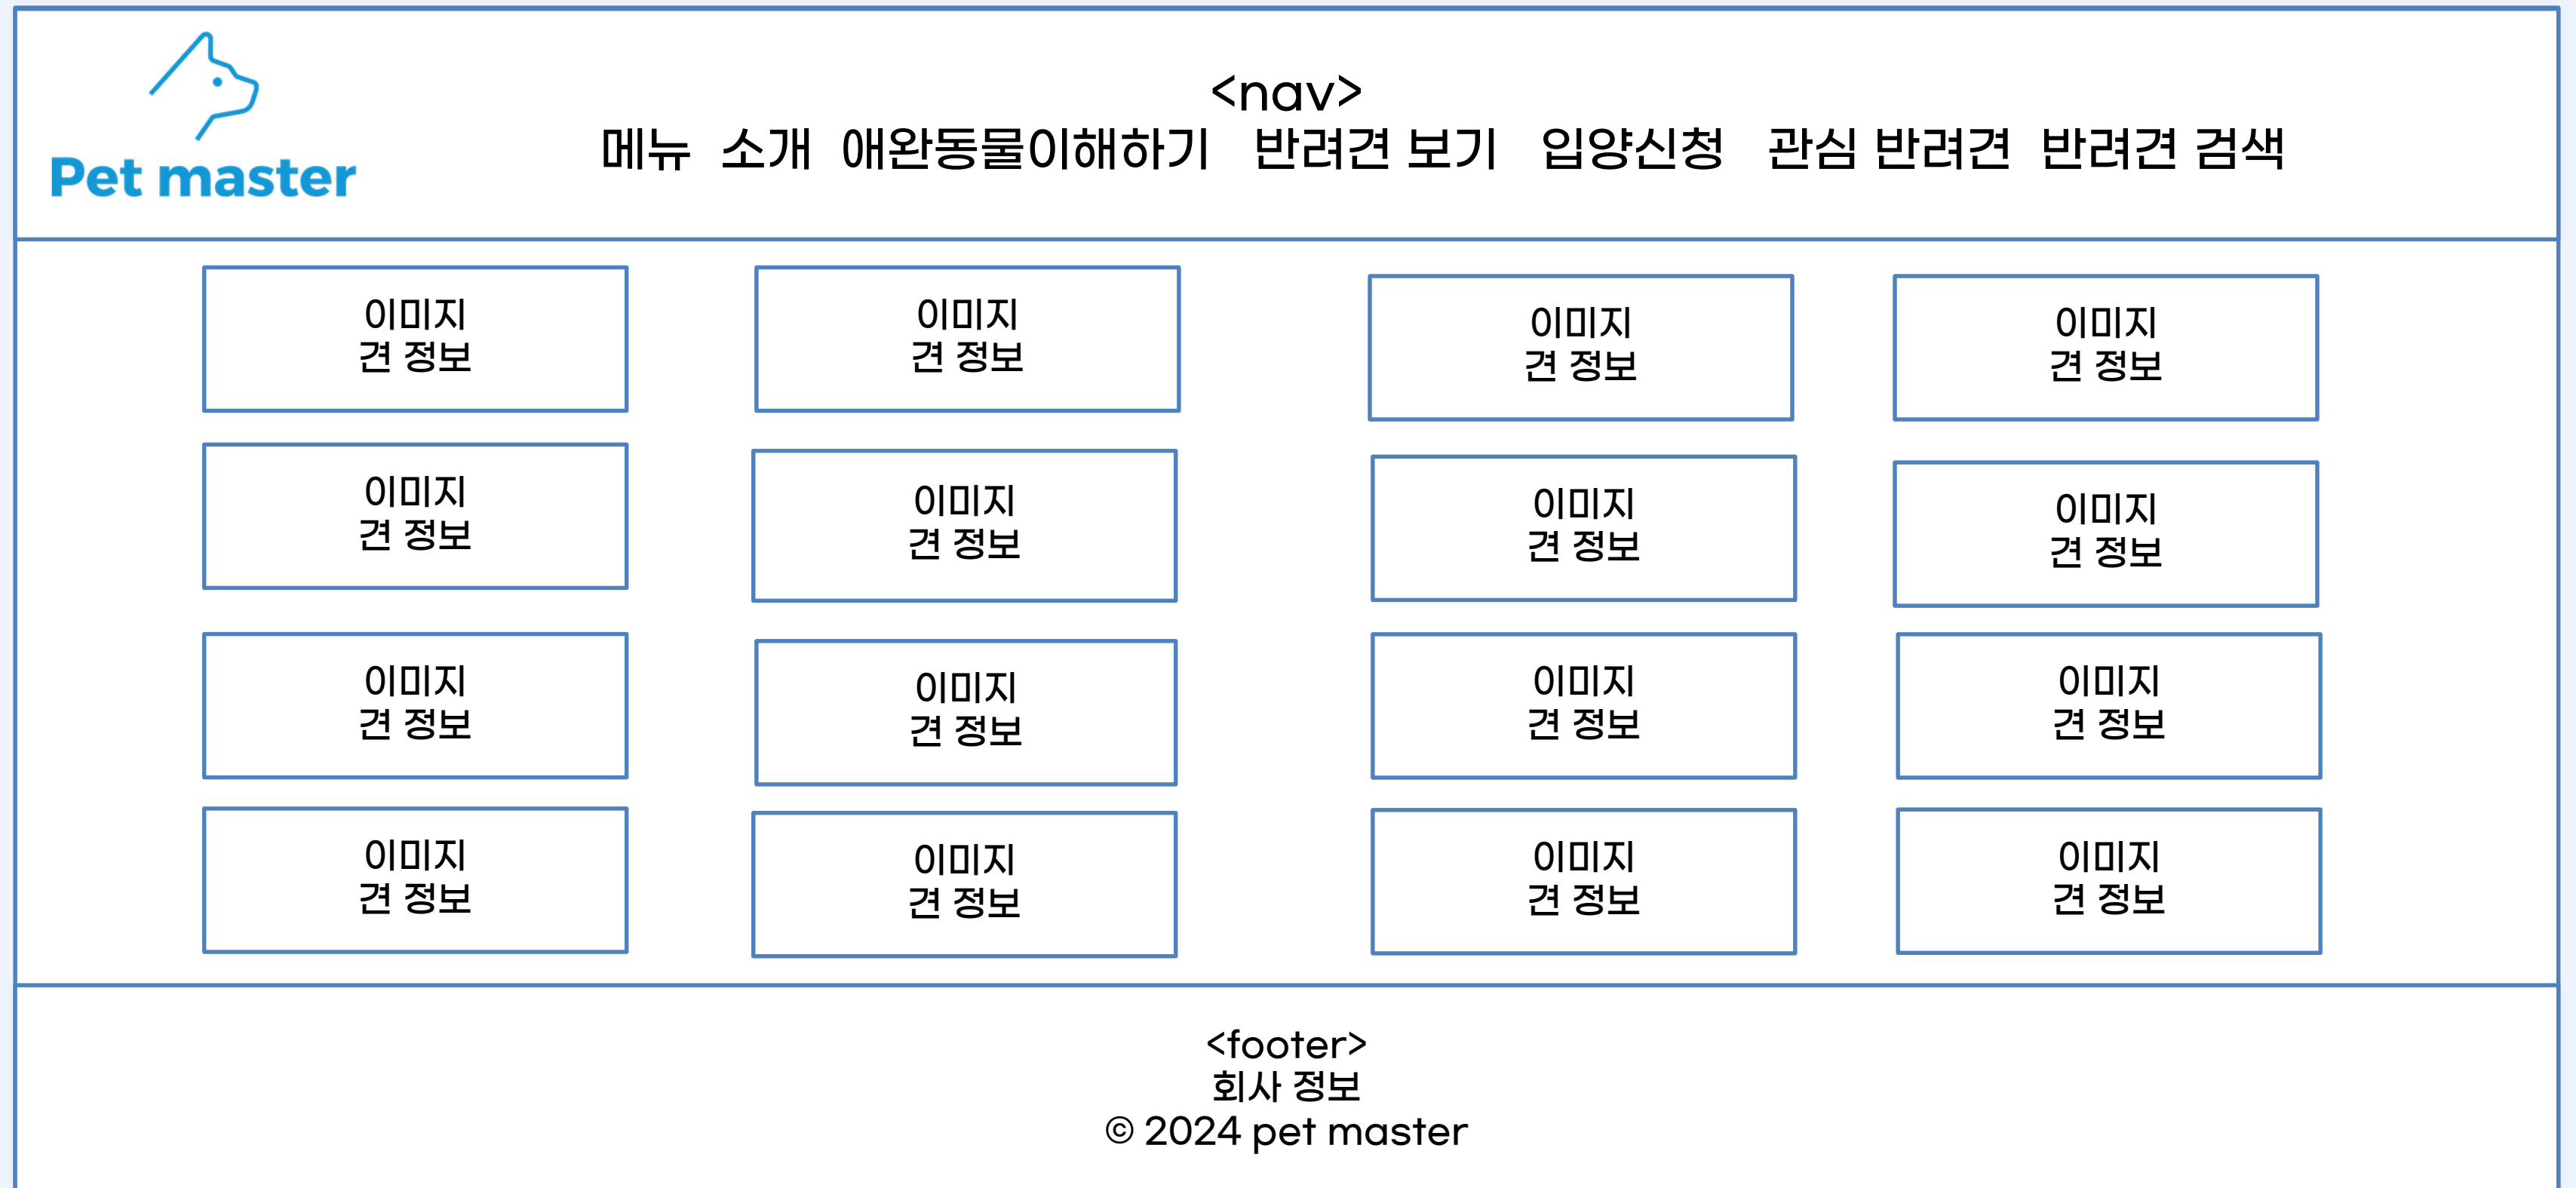 Pet master
<nav>
메뉴 소개 애완동물이해하기 반려견 보기 입양신청 관심 반려견 반려견 검색
이미지
견 정보
이미지
견 정보
이미지
견 정보
이미지
견 정보
이미지
견 정보
이미지
견 정보
이미지
견 정보
이미지
견 정보
이미지
견 정보
이미지
견 정보
이미지
견 정보
이미지
견 정보
이미지
견 정보
이미지
견 정보
이미지
견 정보
이미지
견 정보
<footer>
회사 정보
© 2024 pet master